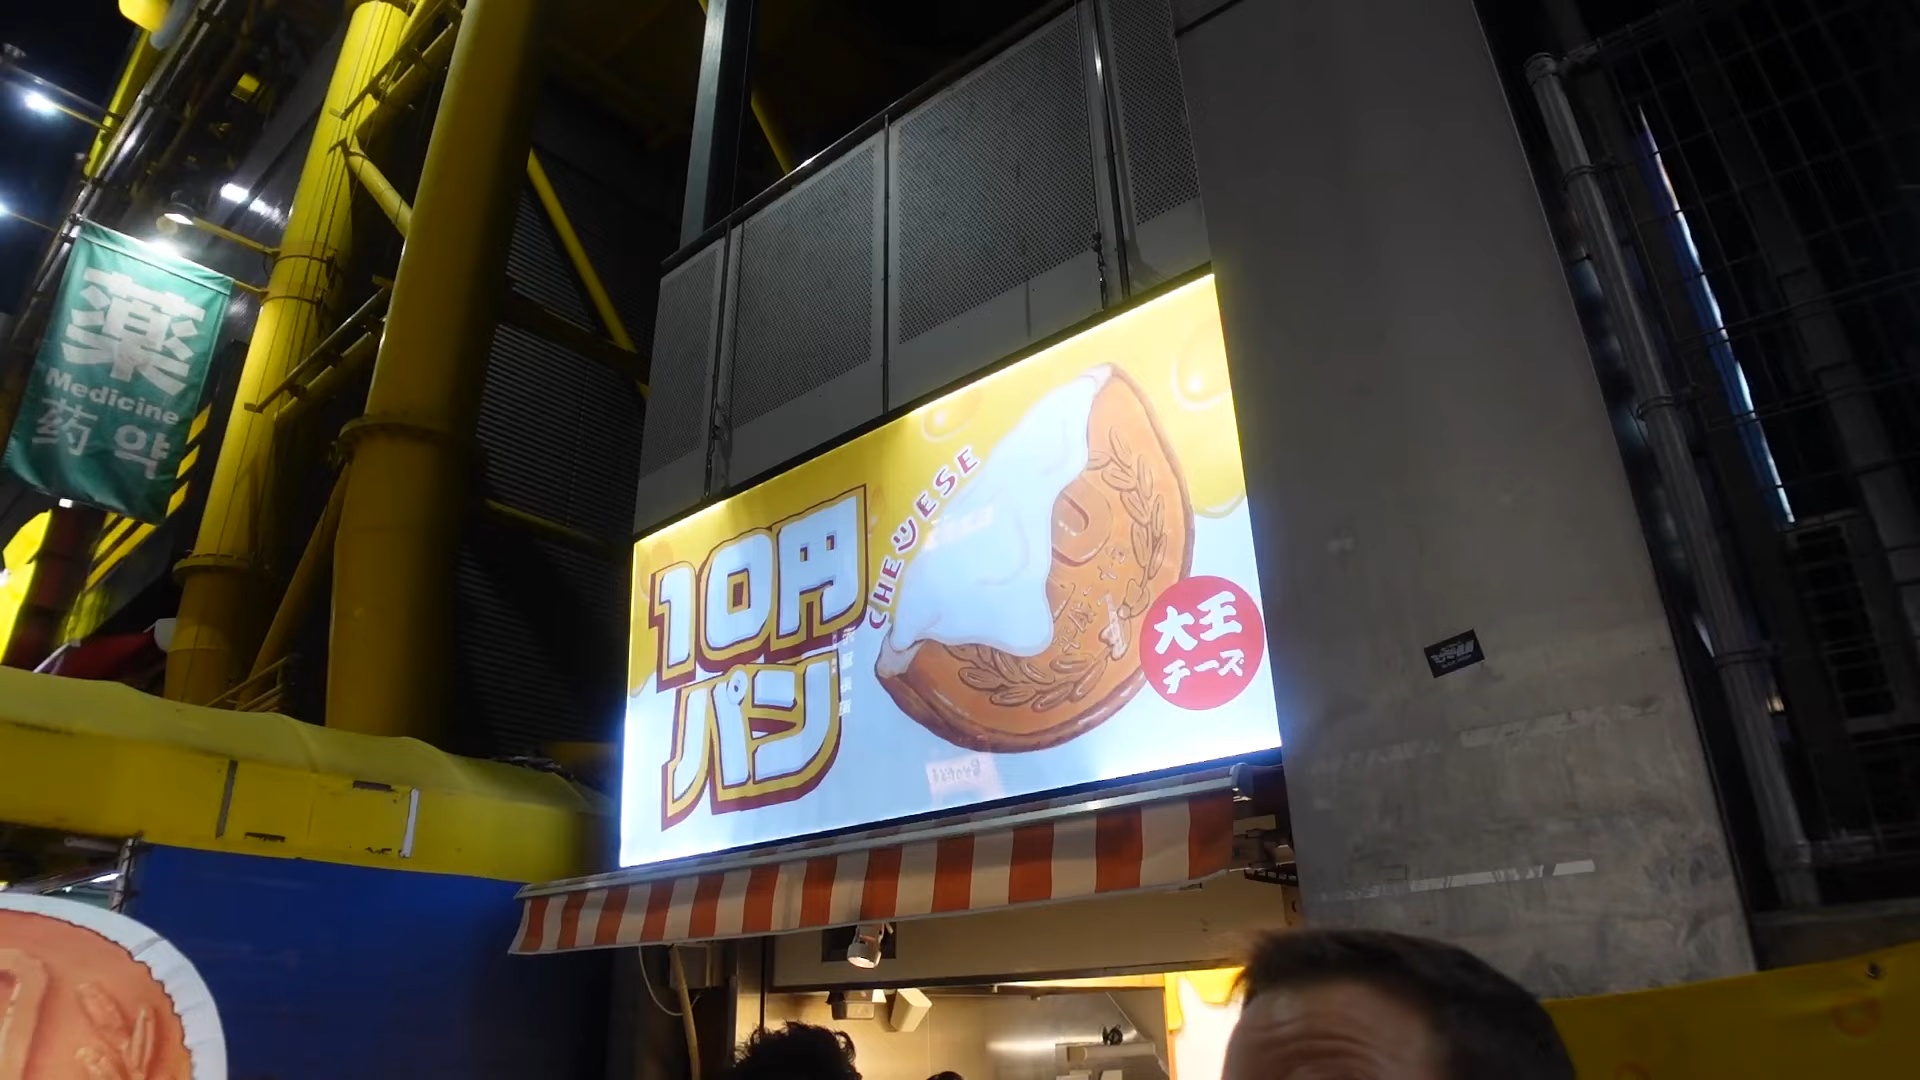 薬
Medicine
药 약
CHEESE
10円
パン
大王
チーズ